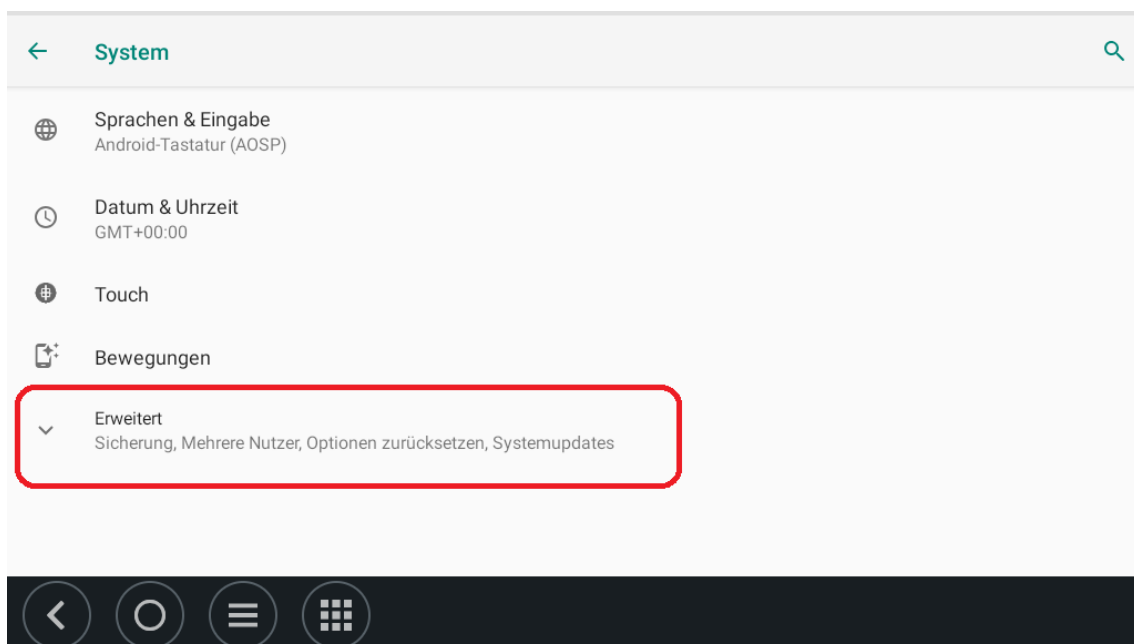 System
Sprachen & Eingabe
Android-Tastatur (AOSP)
Datum & Uhrzeit
GMT+00:00
Touch
Bewegungen
Erweitert
Sicherung, Mehrere Nutzer, Optionen zurücksetzen, Systemupdates